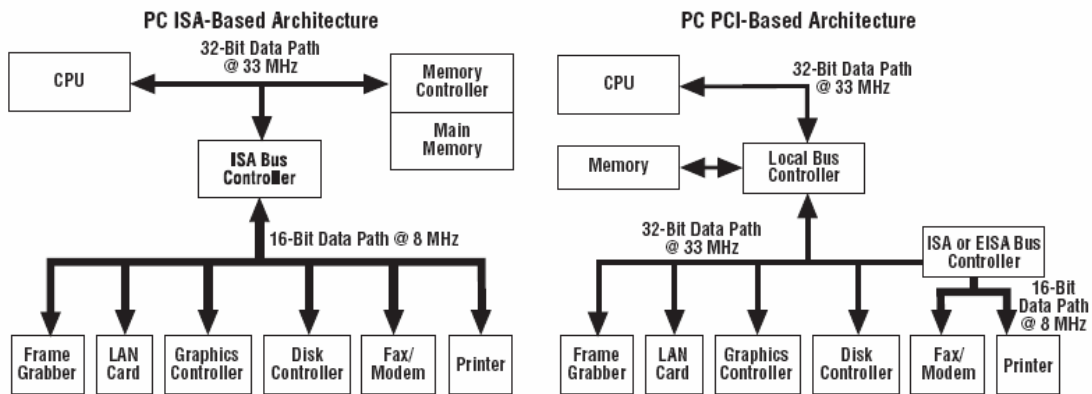 PC ISA-Based Architecture
32-Bit Data Path
@ 33 MHz
CPU
Memory
Controller
Main
Memory
ISA Bus
Controller
16-Bit Data Path @ 8 MHz
Frame
Grabber
LAN
Card
Graphics
Controller
Disk
Controller
Fax/
Modem
Printer
PC PCI-Based Architecture
32-Bit Data Path
@ 33 MHz
CPU
Memory
Local Bus
Controller
32-Bit Data Path
@ 33 MHz
ISA or EISA Bus
Controller
16-Bit
Data Path
@ 8 MHz
Frame
Grabber
LAN
Card
Graphics
Controller
Disk
Controller
Fax/
Modem
Printer